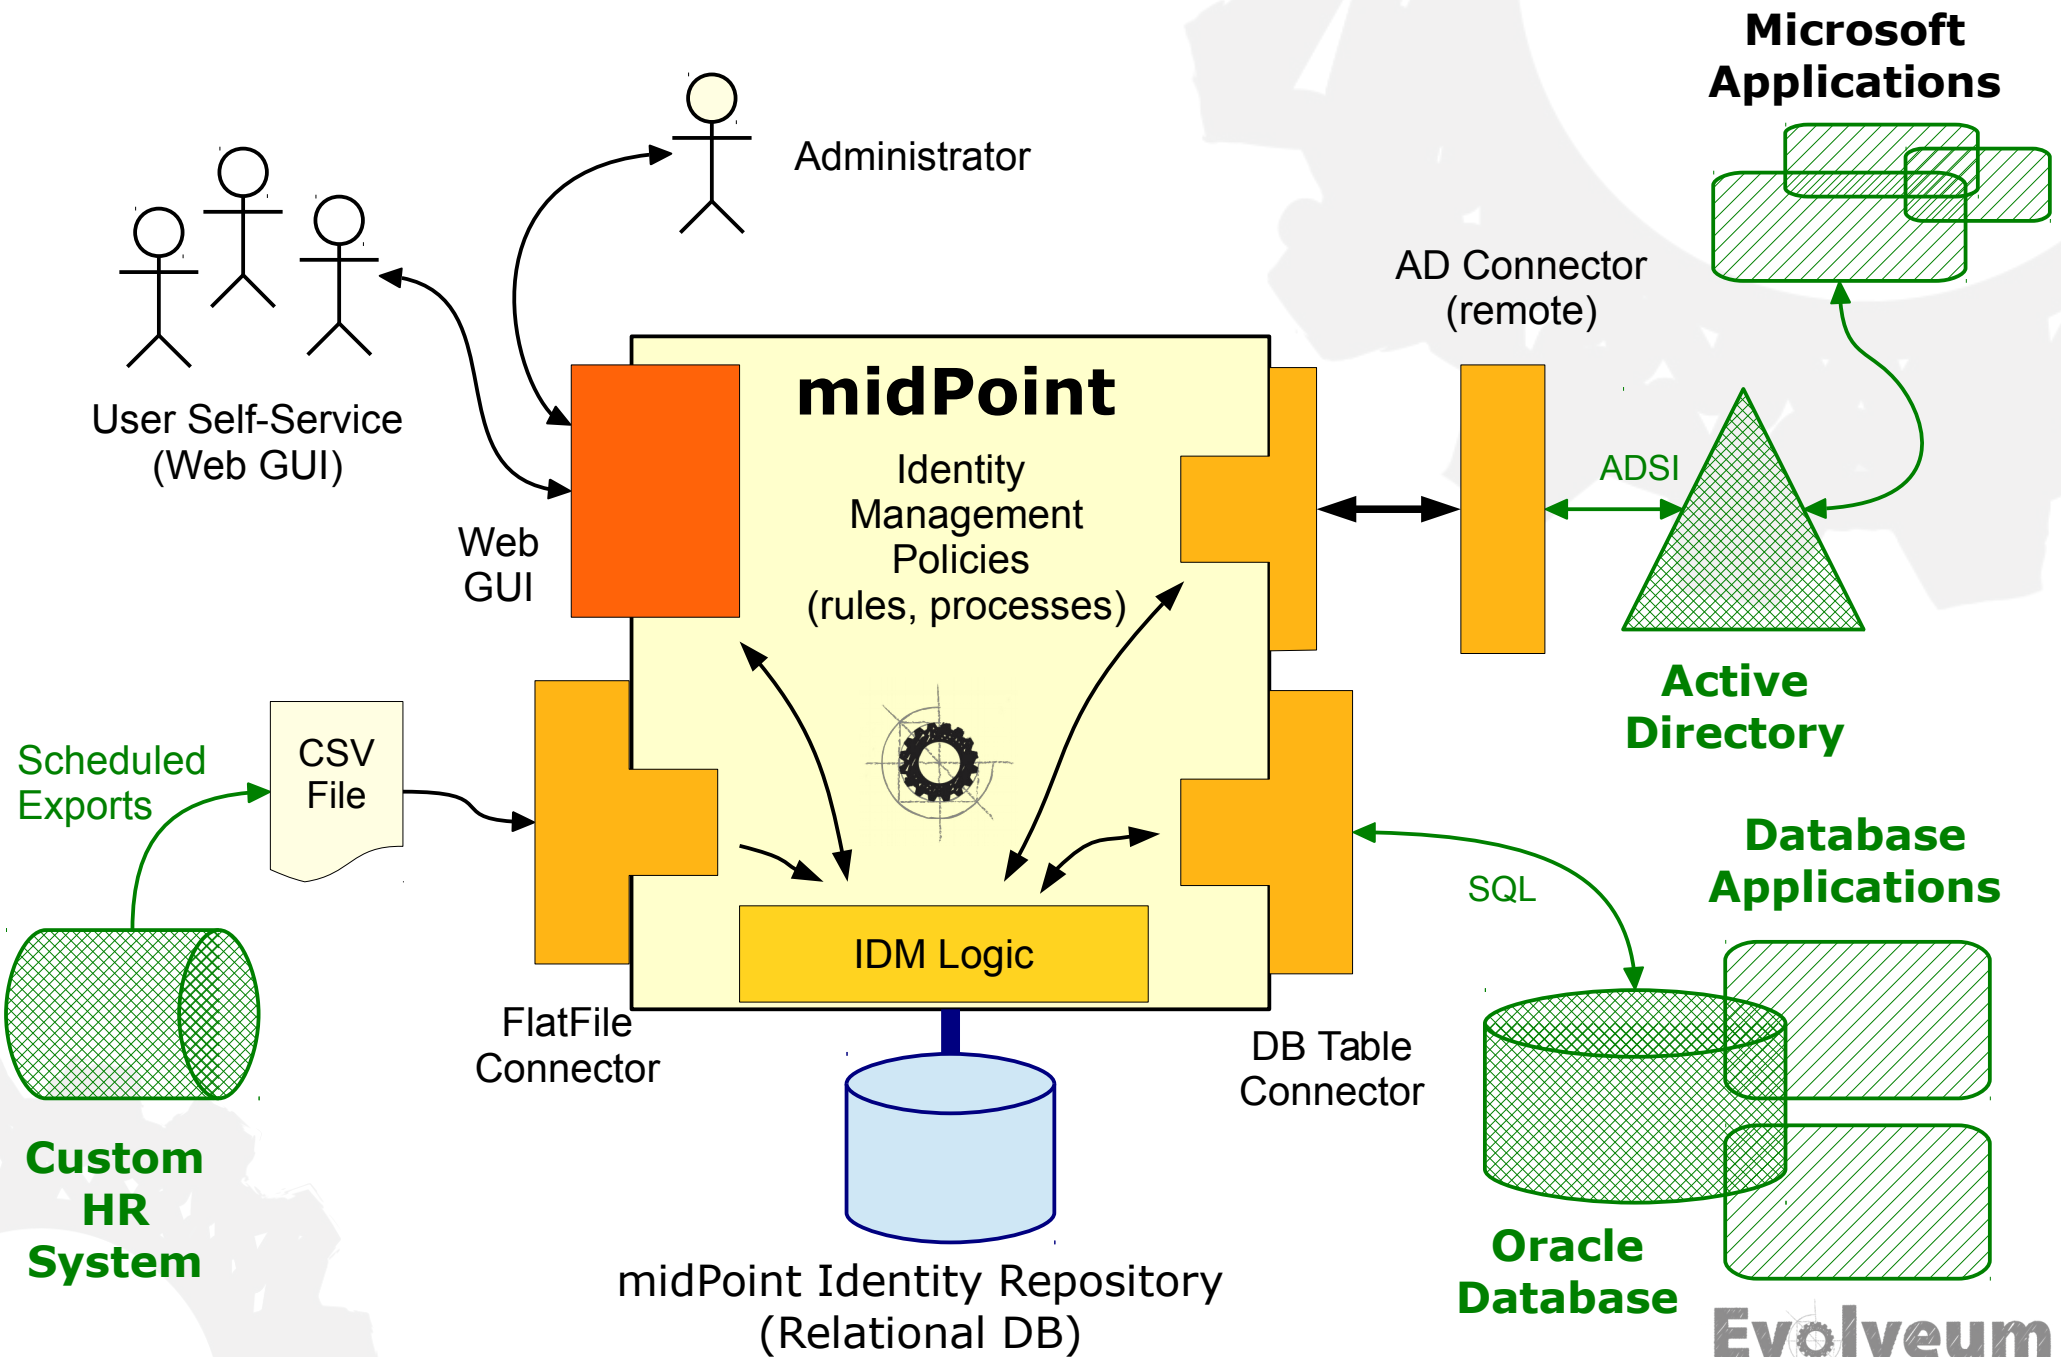 Microsoft
Applications
Administrator
AD Connector
(remote)
User Self-Service
(Web GUI)
midPoint
Identity
Management
Policies
(rules, processes)
ADSI
Web
GUI
Active
Directory
Scheduled
Exports
CSV
File
Database
Applications
SQL
IDM Logic
FlatFile
Connector
DB Table
Connector
Custom
HR
System
Oracle
Database
midPoint Identity Repository
(Relational DB)
Evolveum